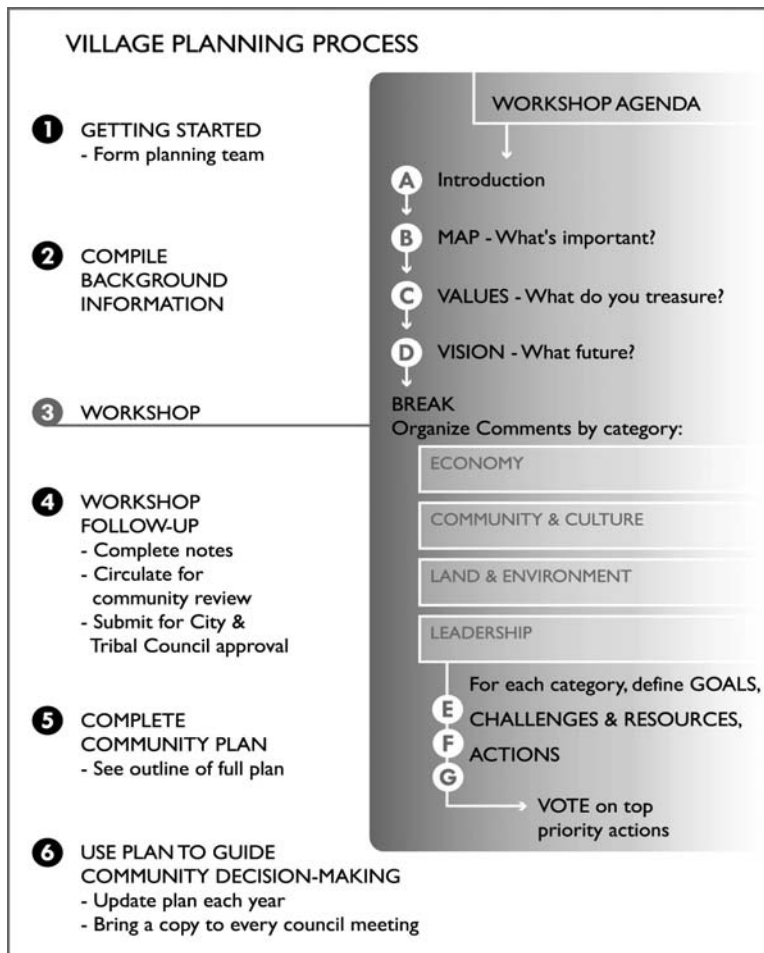 VILLAGE PLANNING PROCESS
1 GETTING STARTED
- Form planning team
2 COMPILE
BACKGROUND
INFORMATION
3 WORKSHOP
4 WORKSHOP
FOLLOW-UP
- Complete notes
- Circulate for
community review
- Submit for City &
Tribal Council approval
5 COMPLETE
COMMUNITY PLAN
- See outline of full plan
6 USE PLAN TO GUIDE
COMMUNITY DECISION-MAKING
- Update plan each year
- Bring a copy to every council meeting
WORKSHOP AGENDA
A Introduction
B MAP - What's important?
C VALUES - What do you treasure?
D VISION - What future?
BREAK
Organize Comments by category:
ECONOMY
COMMUNITY & CULTURE
LAND & ENVIRONMENT
LEADERSHIP
For each category, define GOALS,
E CHALLENGES & RESOURCES,
F ACTIONS
G
VOTE on top
priority actions